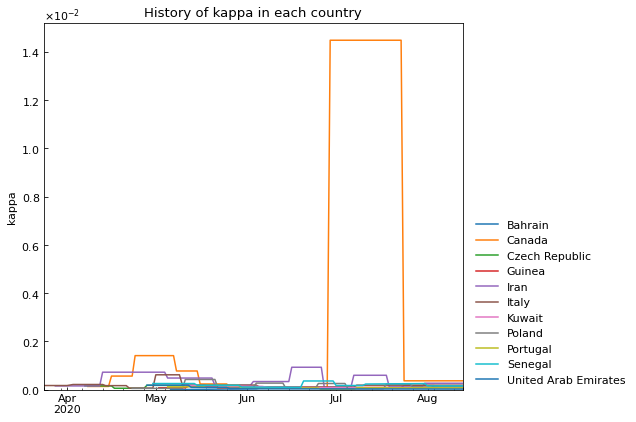 History of kappa in each country
×10⁻²
1.4
1.2
1.0
0.8
0.6
0.4
0.2
0.0
kappa
Apr
2020
May
Jun
Jul
Aug
Bahrain
Canada
Czech Republic
Guinea
Iran
Italy
Kuwait
Poland
Portugal
Senegal
United Arab Emirates